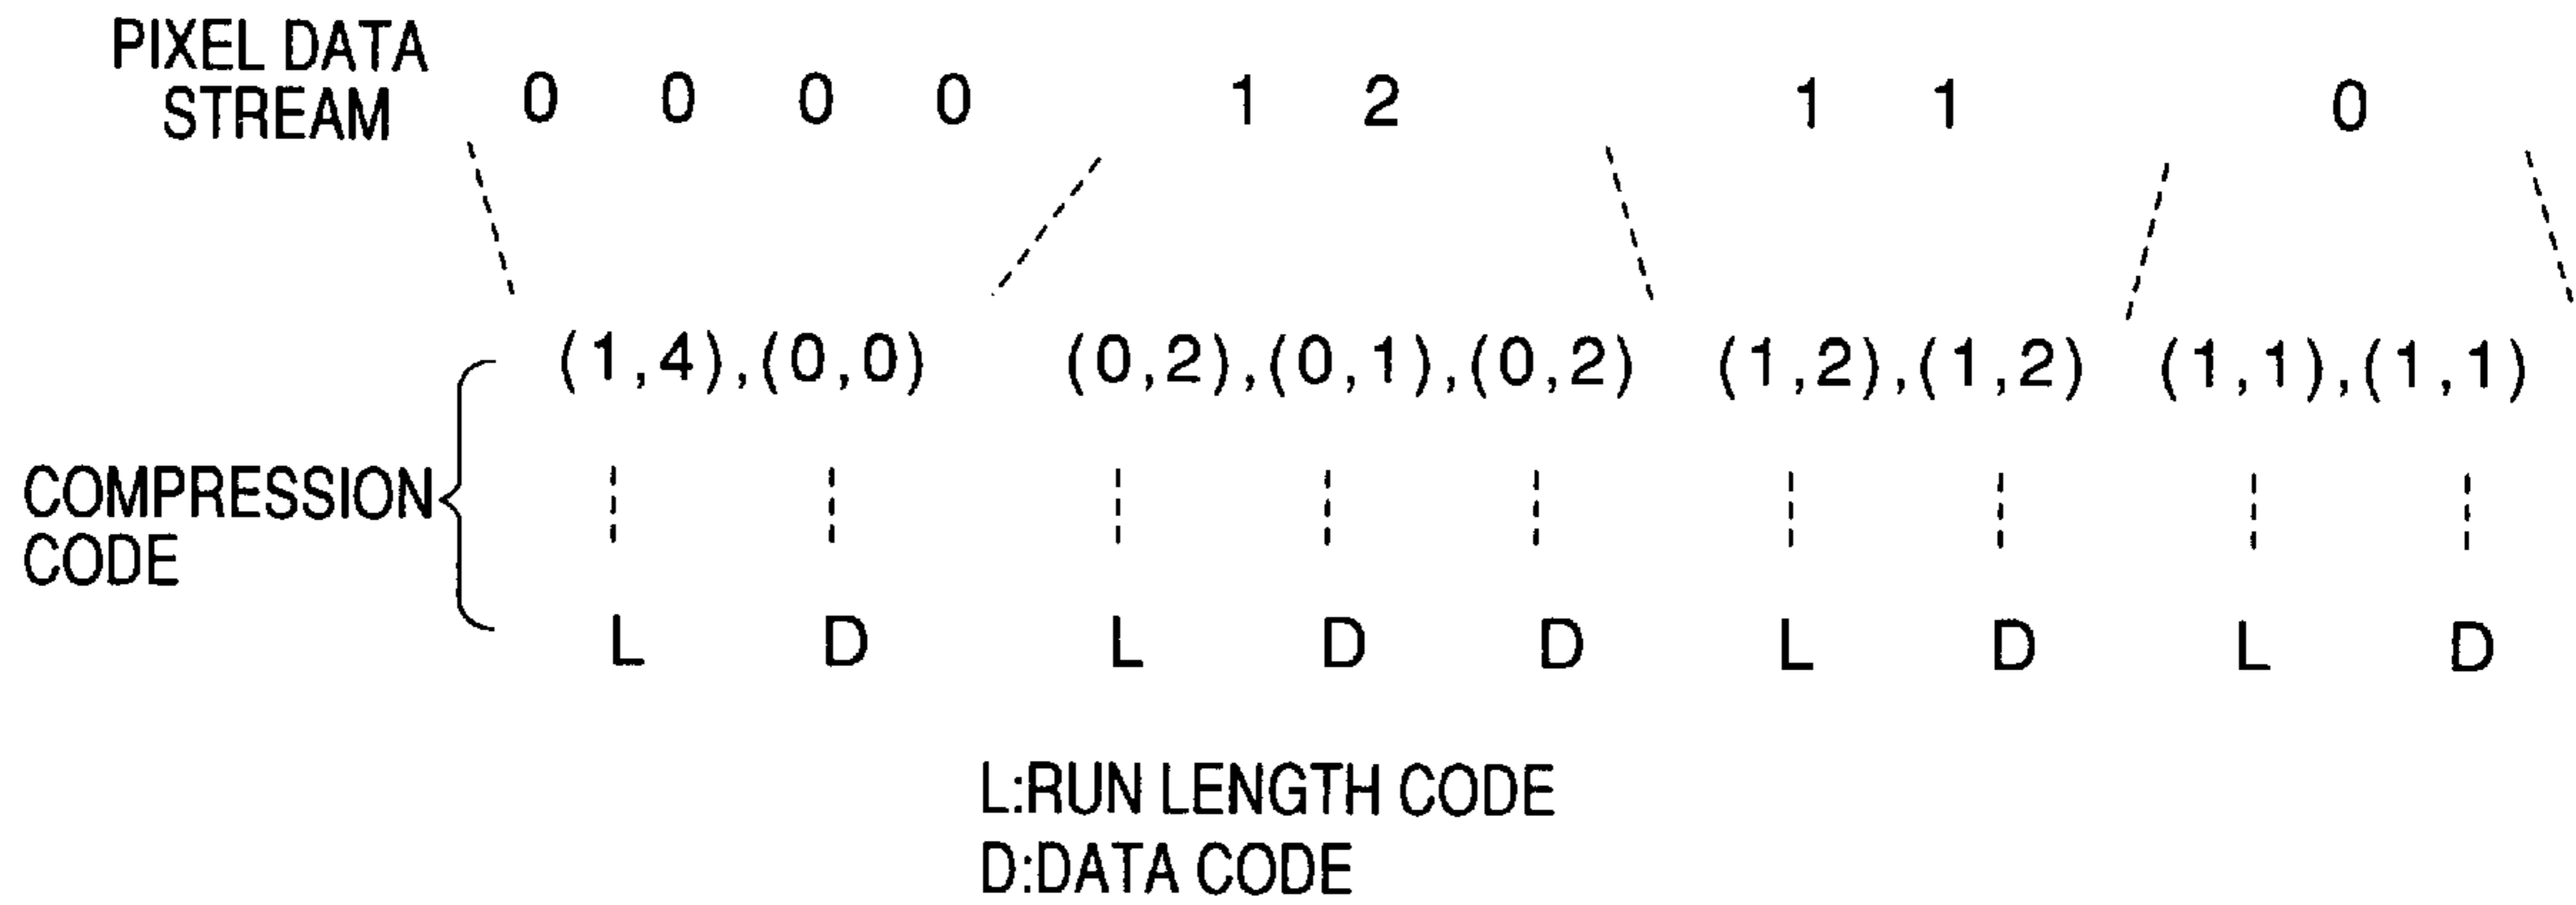 PIXEL DATA
STREAM
0 0 0 0 1 2 1 1 0
(1,4),(0,0) (0,2),(0,1),(0,2) (1,2),(1,2) (1,1),(1,1)
COMPRESSION
CODE
L D L D D L D L D
L:RUN LENGTH CODE
D:DATA CODE